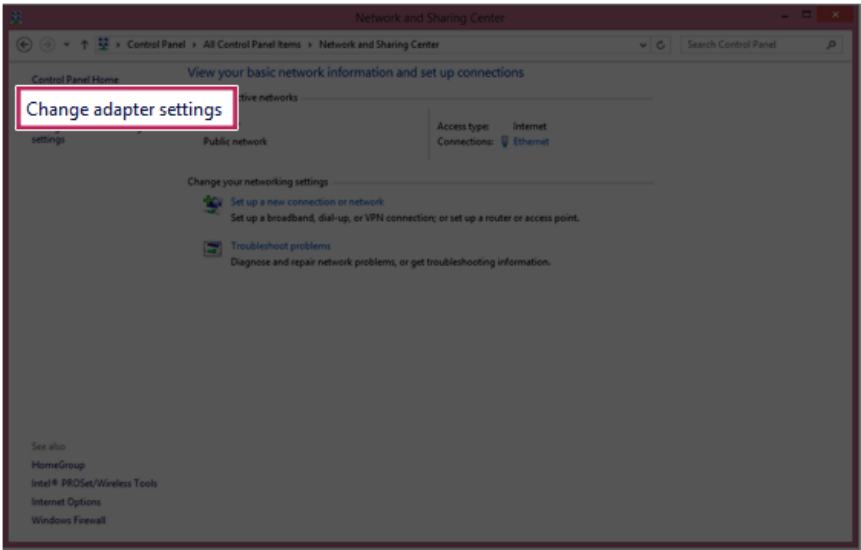 Network and Sharing Center
Control Panel › All Control Panel Items › Network and Sharing Center
Search Control Panel
Control Panel Home
View your basic network information and set up connections
Change adapter settings
tive networks
settings
Public network
Access type: Internet
Connections: Ethernet
Change your networking settings
Set up a new connection or network
Set up a broadband, dial-up, or VPN connection; or set up a router or access point.
Troubleshoot problems
Diagnose and repair network problems, or get troubleshooting information.
See also
HomeGroup
Intel® PROSet/Wireless Tools
Internet Options
Windows Firewall